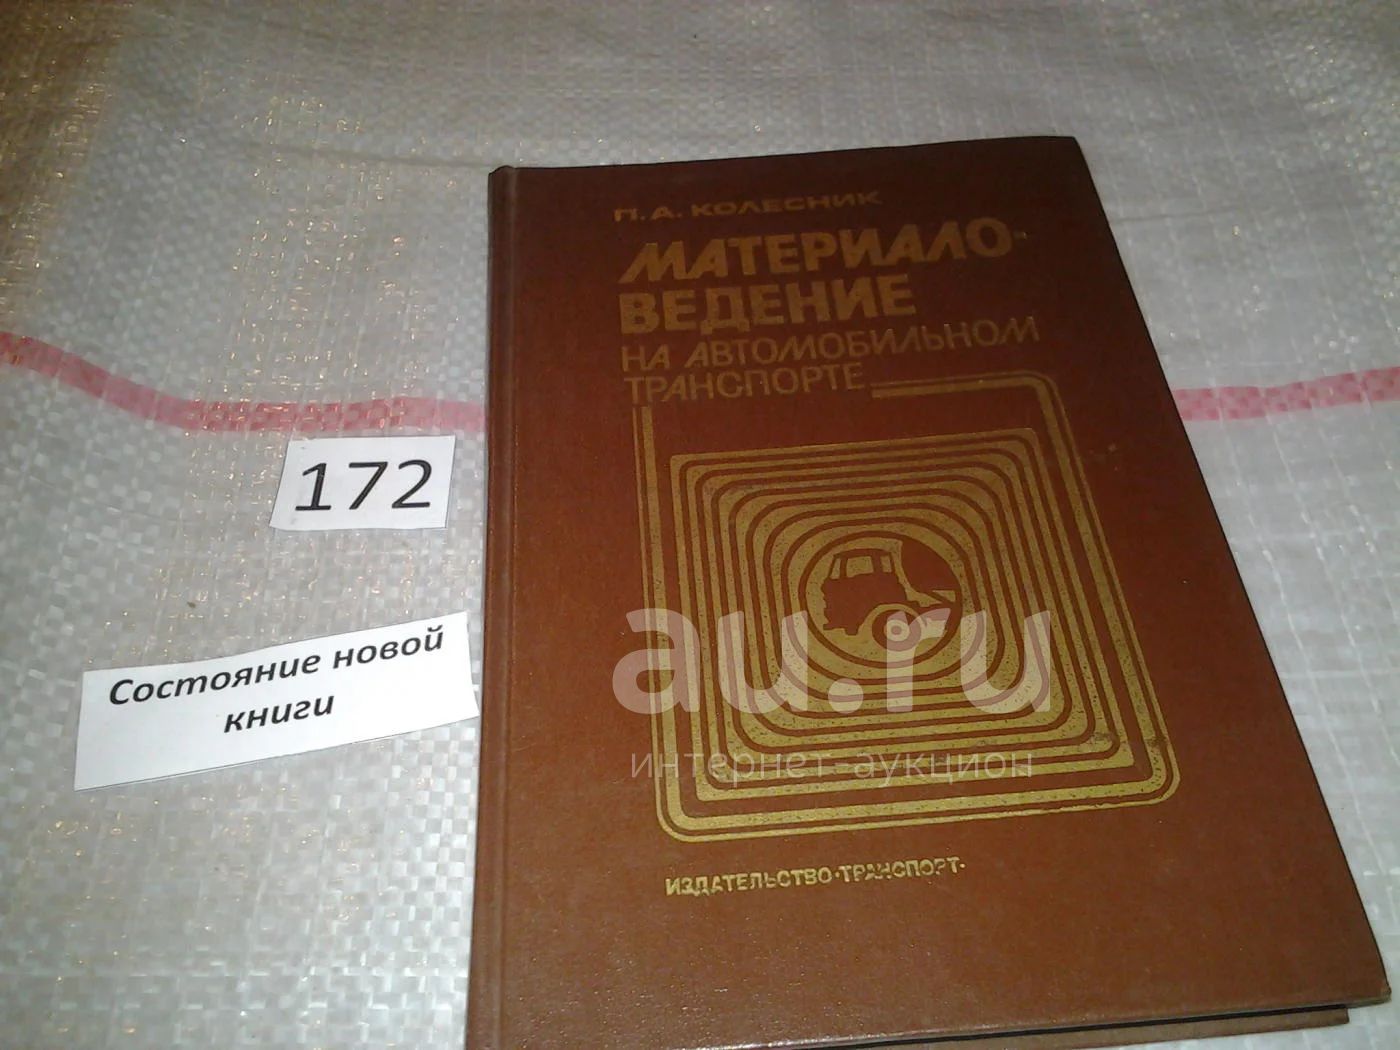 П.А. КОЛЕСНИК
МАТЕРИАЛО-
ВЕДЕНИЕ
НА АВТОМОБИЛЬНОМ
ТРАНСПОРТЕ
172
Состояние новой
книги
au.ru
интернет-аукцион
ИЗДАТЕЛЬСТВО·ТРАНСПОРТ·